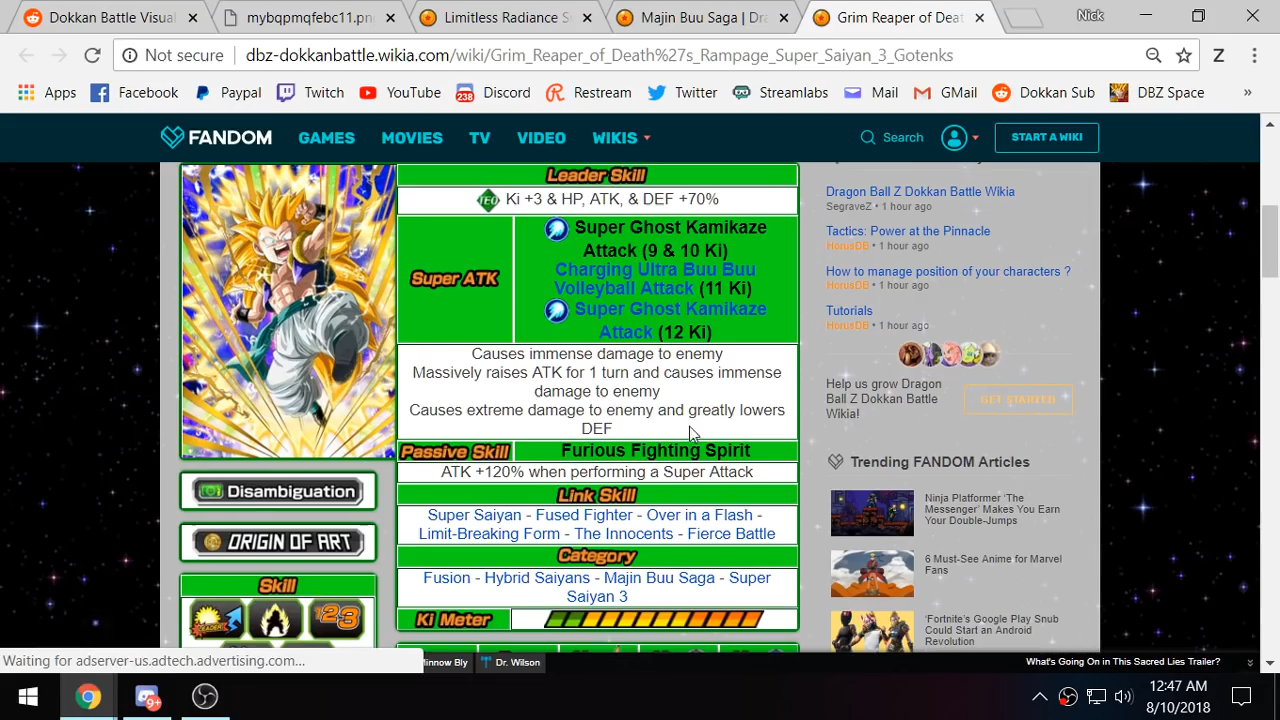 Dokkan Battle Visual
mybqpmqfebc11.pn
Limitless Radiance S
Majin Buu Saga | Dra
Grim Reaper of Deat
Nick
Not secure
dbz-dokkanbattle.wikia.com/wiki/Grim_Reaper_of_Death%27s_Rampage_Super_Saiyan_3_Gotenks
Z
Apps
Facebook
Paypal
Twitch
YouTube
238
Discord
Restream
Twitter
Streamlabs
Mail
GMail
Dokkan Sub
DBZ Space
»
FANDOM
GAMES
MOVIES
TV
VIDEO
WIKIS
Search
START A WIKI
Leader Skill
TEQ Ki +3 & HP, ATK, & DEF +70%
Super ATK
Super Ghost Kamikaze
Attack (9 & 10 Ki)
Charging Ultra Buu Buu
Volleyball Attack (11 Ki)
Super Ghost Kamikaze
Attack (12 Ki)
Causes immense damage to enemy
Massively raises ATK for 1 turn and causes immense
damage to enemy
Causes extreme damage to enemy and greatly lowers
DEF
Passive Skill
Furious Fighting Spirit
ATK +120% when performing a Super Attack
Link Skill
Super Saiyan - Fused Fighter - Over in a Flash -
Limit-Breaking Form - The Innocents - Fierce Battle
Category
Fusion - Hybrid Saiyans - Majin Buu Saga - Super
Saiyan 3
Ki Meter
Disambiguation
ORIGIN OF ART
Skill
LEADER
123
Dragon Ball Z Dokkan Battle Wikia
SegraveZ • 1 hour ago
Tactics: Power at the Pinnacle
HorusDB • 1 hour ago
How to manage position of your characters ?
HorusDB • 1 hour ago
Tutorials
HorusDB • 1 hour ago
Help us grow Dragon
Ball Z Dokkan Battle
Wikia!
GET STARTED
Trending FANDOM Articles
Ninja Platformer 'The
Messenger' Makes You Earn
Your Double-Jumps
6 Must-See Anime for Marvel
Fans
'Fortnite's Google Play Snub
Could Start an Android
Revolution
Waiting for adserver-us.adtech.advertising.com...
Minnow Bly
Dr. Wilson
What's Going On in This Sacred Lies Trailer?
9+
12:47 AM
8/10/2018